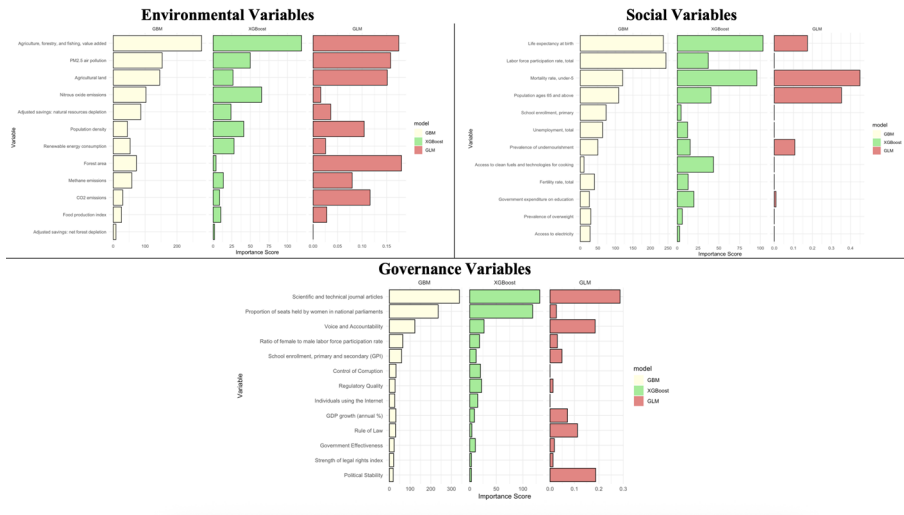 Environmental Variables
GBM XGBoost GLM
Agriculture, forestry, and fishing, value added
PM2.5 air pollution
Agricultural land
Nitrous oxide emissions
Adjusted savings: natural resources depletion
Population density
Renewable energy consumption
Forest area
Methane emissions
CO2 emissions
Food production index
Adjusted savings: net forest depletion
Variable
0 100 200 0 25 50 75 100 0.00 0.05 0.10 0.15
Importance Score
model
GBM
XGBoost
GLM
Social Variables
GBM XGBoost GLM
Life expectancy at birth
Labor force participation rate, total
Mortality rate, under-5
Population ages 65 and above
School enrollment, primary
Unemployment, total
Prevalence of undernourishment
Access to clean fuels and technologies for cooking
Fertility rate, total
Government expenditure on education
Prevalence of overweight
Access to electricity
Variable
0 50 100 150 200 250 0 25 50 75 100 0.0 0.1 0.2 0.3 0.4
Importance Score
model
GBM
XGBoost
GLM
Governance Variables
GBM XGBoost GLM
Scientific and technical journal articles
Proportion of seats held by women in national parliaments
Voice and Accountability
Ratio of female to male labor force participation rate
School enrollment, primary and secondary (GPI)
Control of Corruption
Regulatory Quality
Individuals using the Internet
GDP growth (annual %)
Rule of Law
Government Effectiveness
Strength of legal rights index
Political Stability
Variable
0 100 200 300 0 50 100 0.0 0.1 0.2 0.3
Importance Score
model
GBM
XGBoost
GLM